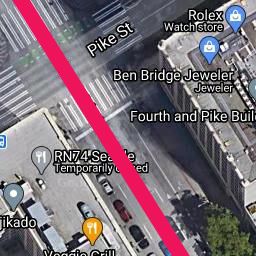 Rolex
Watch store
Pike St
Ben Bridge Jeweler
Jeweler
Fourth and Pike Buil
RN74 Seattle
Temporarily closed
jikado
Veggie Grill